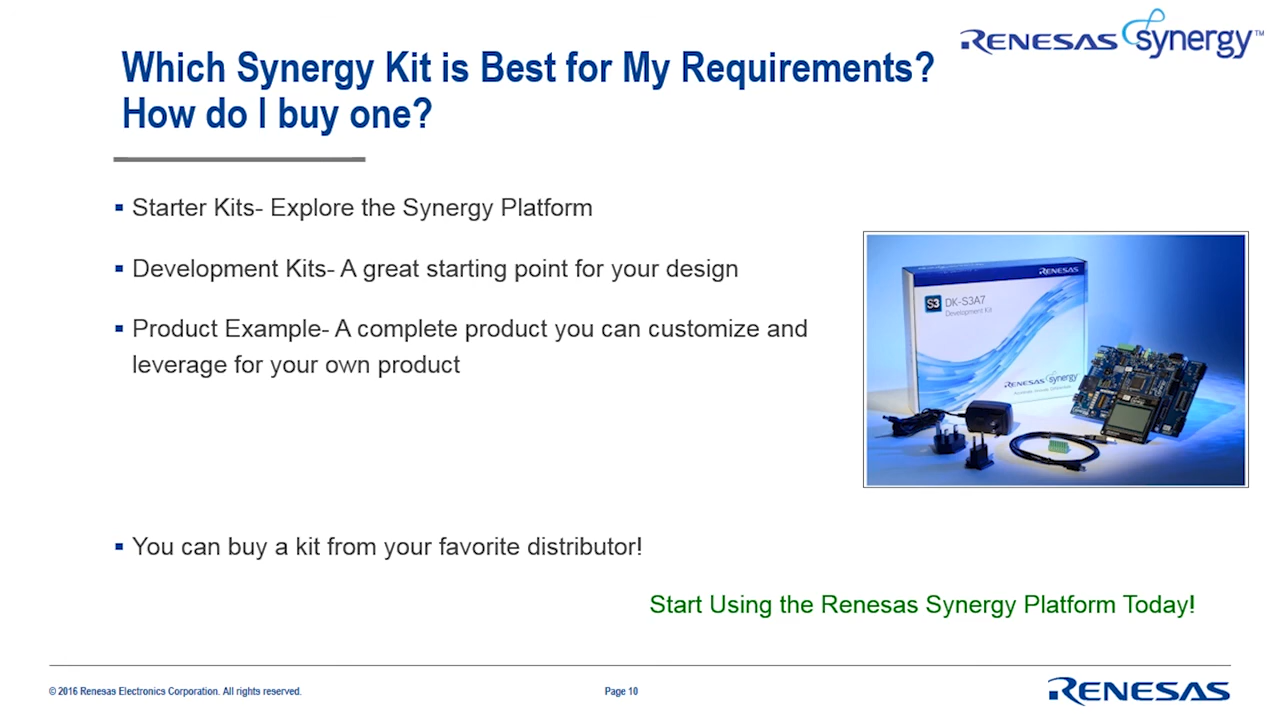 RENESAS synergy™
Which Synergy Kit is Best for My Requirements?
How do I buy one?
▪ Starter Kits- Explore the Synergy Platform
▪ Development Kits- A great starting point for your design
▪ Product Example- A complete product you can customize and
leverage for your own product
RENESAS
S3 DK-S3A7
Development Kit
RENESAS synergy
▪ You can buy a kit from your favorite distributor!
Start Using the Renesas Synergy Platform Today!
© 2016 Renesas Electronics Corporation. All rights reserved.
Page 10
RENESAS